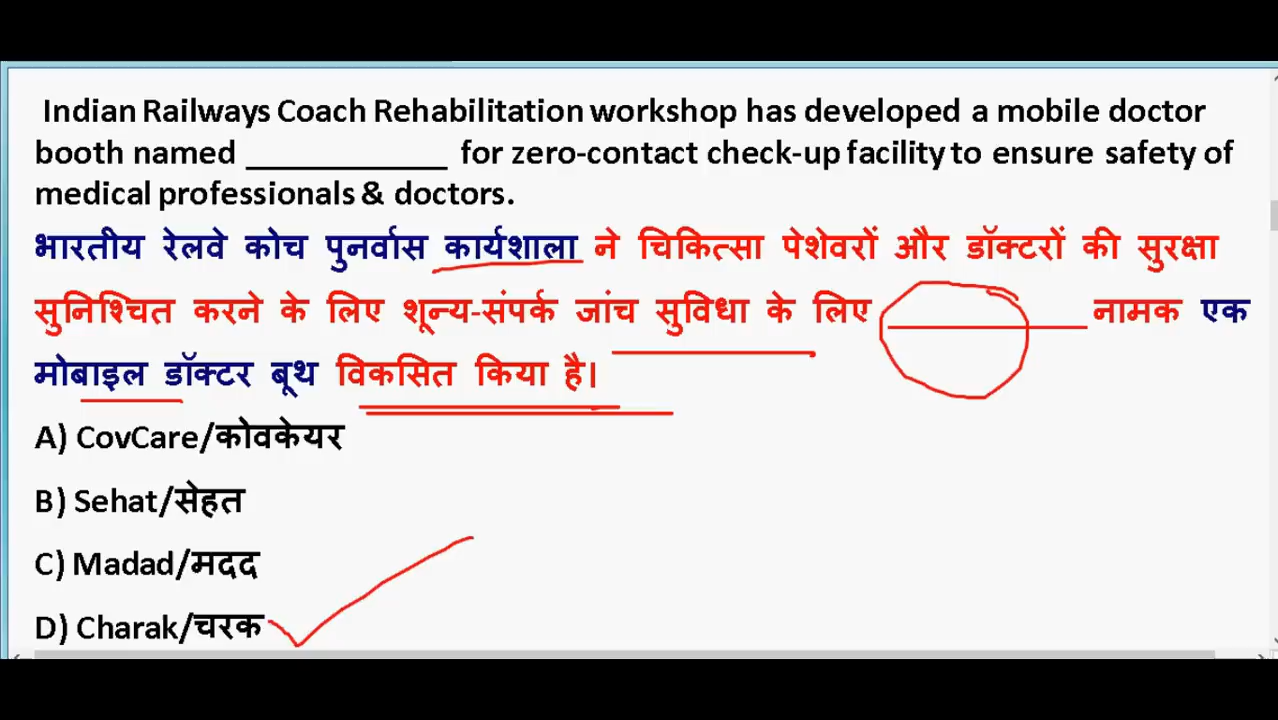 Indian Railways Coach Rehabilitation workshop has developed a mobile doctor
booth named ____________ for zero-contact check-up facility to ensure safety of
medical professionals & doctors.
भारतीय रेलवे कोच पुनर्वास कार्यशाला ने चिकित्सा पेशेवरों और डॉक्टरों की सुरक्षा
सुनिश्चित करने के लिए शून्य-संपर्क जांच सुविधा के लिए ____________ नामक एक
मोबाइल डॉक्टर बूथ विकसित किया है।
A) CovCare/कोवकेयर
B) Sehat/सेहत
C) Madad/मदद
D) Charak/चरक